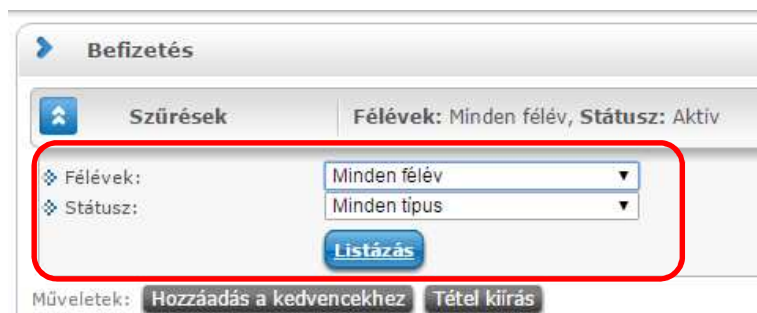 Befizetés
Szűrések Félévek: Minden félév, Státusz: Aktív
Félévek: Minden félév
Státusz: Minden típus
Listázás
Műveletek: Hozzáadás a kedvencekhez Tétel kiírás